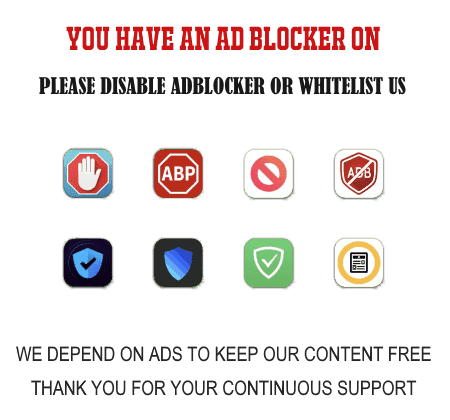 YOU HAVE AN AD BLOCKER ON
PLEASE DISABLE ADBLOCKER OR WHITELIST US
ABP
ADB
WE DEPEND ON ADS TO KEEP OUR CONTENT FREE
THANK YOU FOR YOUR CONTINUOUS SUPPORT